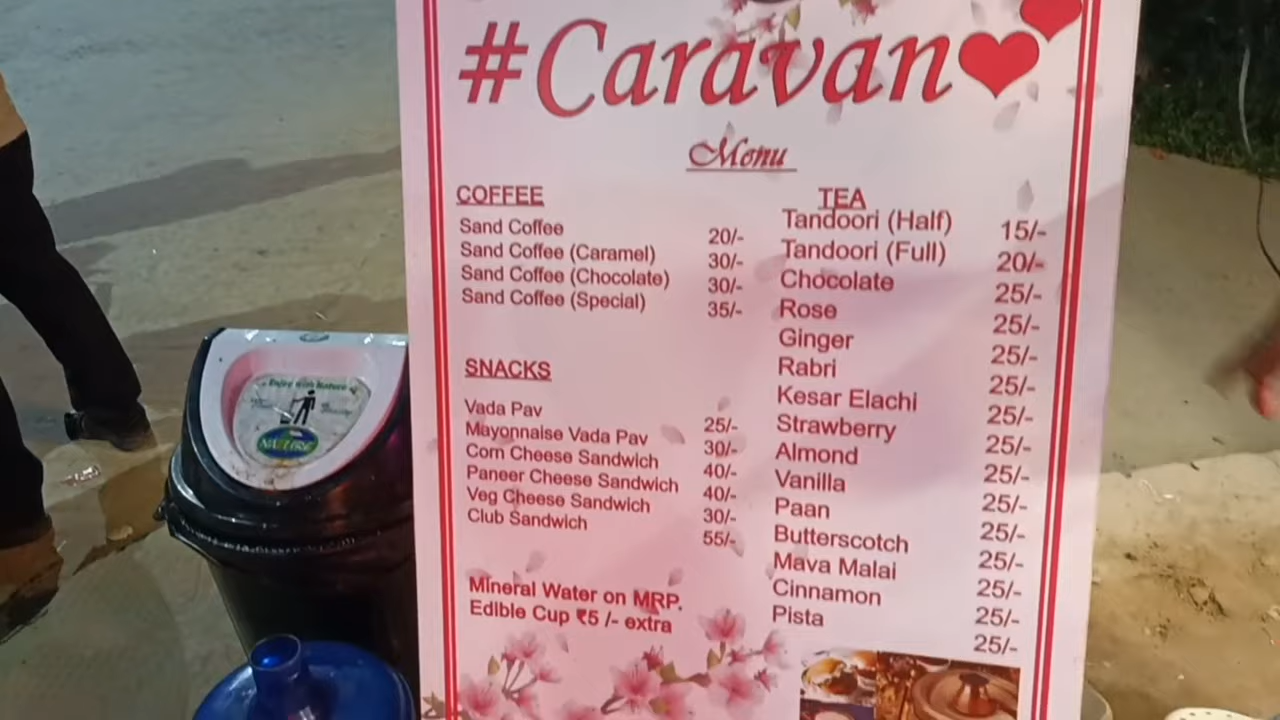 #Caravan
Menu
COFFEE
Sand Coffee 20/-
Sand Coffee (Caramel) 30/-
Sand Coffee (Chocolate) 30/-
Sand Coffee (Special) 35/-
SNACKS
Vada Pav 25/-
Mayonnaise Vada Pav 30/-
Corn Cheese Sandwich 40/-
Paneer Cheese Sandwich 40/-
Veg Cheese Sandwich 30/-
Club Sandwich 55/-
Mineral Water on MRP.
Edible Cup ₹5 /- extra
TEA
Tandoori (Half) 15/-
Tandoori (Full) 20/-
Chocolate 25/-
Rose 25/-
Ginger 25/-
Rabri 25/-
Kesar Elachi 25/-
Strawberry 25/-
Almond 25/-
Vanilla 25/-
Paan 25/-
Butterscotch 25/-
Mava Malai 25/-
Cinnamon 25/-
Pista 25/-
Enjoy with Nature
NATURE